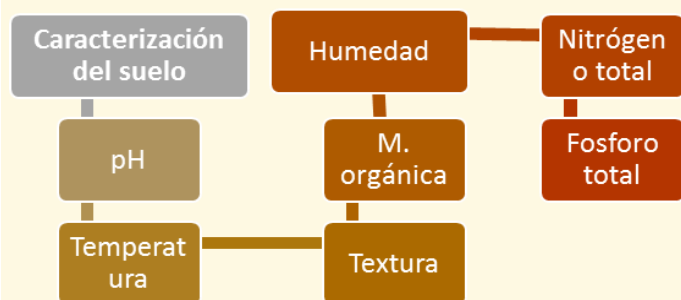 Caracterización
del suelo
pH
Temperat
ura
Textura
M.
orgánica
Humedad
Nitrógen
o total
Fosforo
total